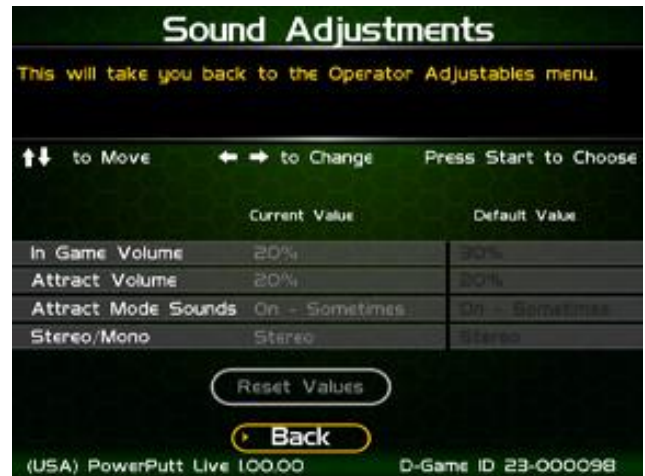 Sound Adjustments
This will take you back to the Operator Adjustables menu.
to Move to Change Press Start to Choose
Current Value Default Value
In Game Volume 20% 30%
Attract Volume 20% 20%
Attract Mode Sounds On - Sometimes On - Sometimes
Stereo/Mono Stereo Stereo
Reset Values
Back
(USA) PowerPutt Live 1.00.00 D-Game ID 23-000098